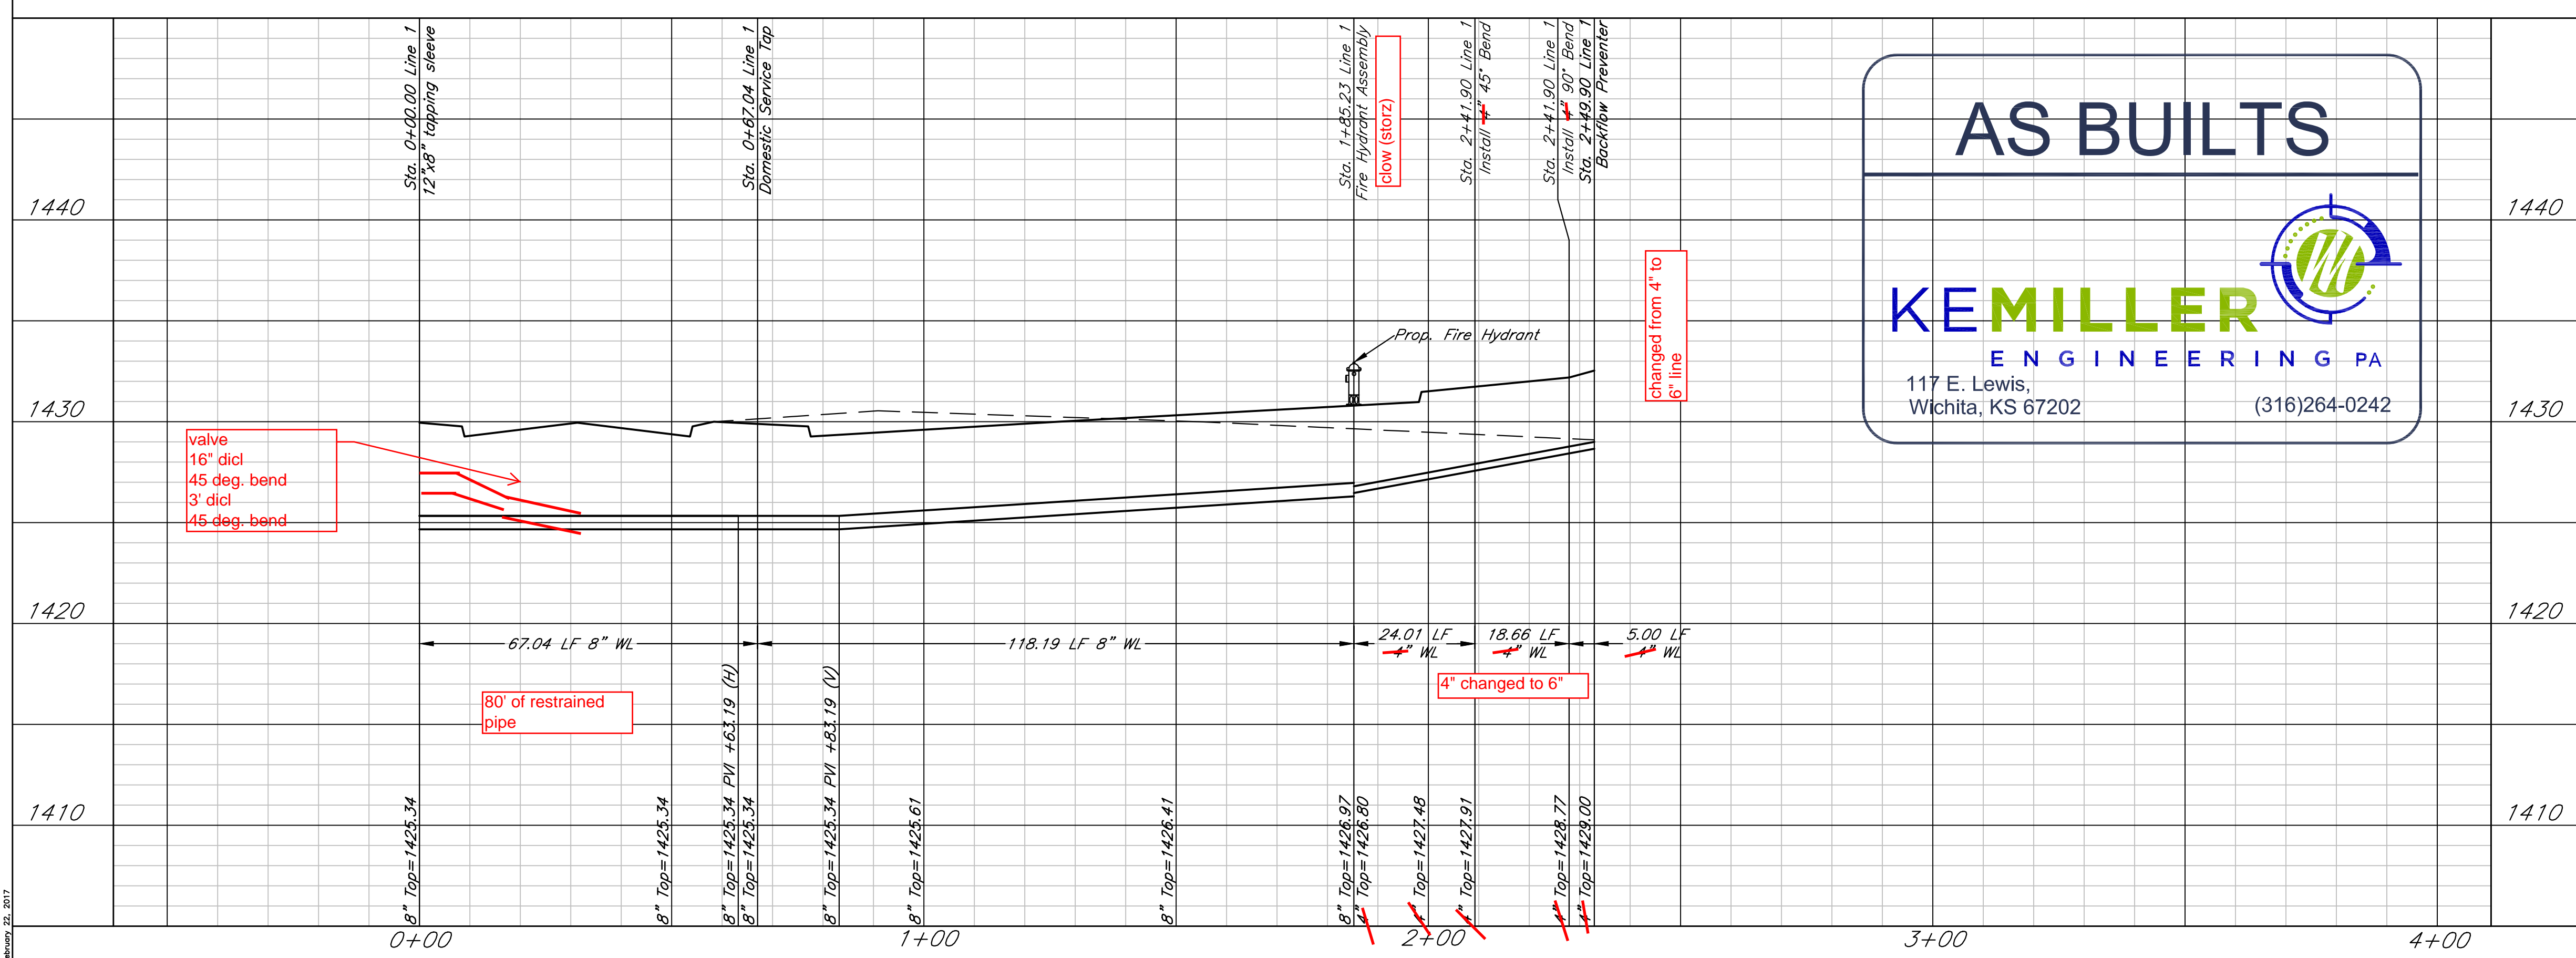 Sta. 0+00.00 Line 1
12"x8" tapping sleeve
Sta. 0+67.04 Line 1
Domestic Service Tap
Sta. 1+85.23 Line 1
Fire Hydrant Assembly
clow (storz)
Sta. 2+41.90 Line 1
Install 4" 45° Bend
Sta. 2+41.90 Line 1
Install 4" 90° Bend
Sta. 2+49.90 Line 1
Backflow Preventer
AS BUILTS
KEMILLER
ENGINEERING PA
117 E. Lewis,
Wichita, KS 67202
(316)264-0242
1440
1440
changed from 4" to
6" line
Prop. Fire Hydrant
1430
1430
valve
16" dicl
45 deg. bend
3' dicl
45 deg. bend
1420
1420
67.04 LF 8" WL
118.19 LF 8" WL
24.01 LF
4" WL
18.66 LF
4" WL
5.00 LF
4" WL
4" changed to 6"
80' of restrained
pipe
1410
1410
8" Top=1425.34
8" Top=1425.34
8" Top=1425.34 PVI +63.19 (H)
8" Top=1425.34
8" Top=1425.34 PVI +83.19 (V)
8" Top=1425.61
8" Top=1426.41
8" Top=1426.97
4" Top=1426.80
4" Top=1427.48
4" Top=1427.91
4" Top=1428.77
4" Top=1429.00
0+00
1+00
2+00
3+00
4+00
22, 2017